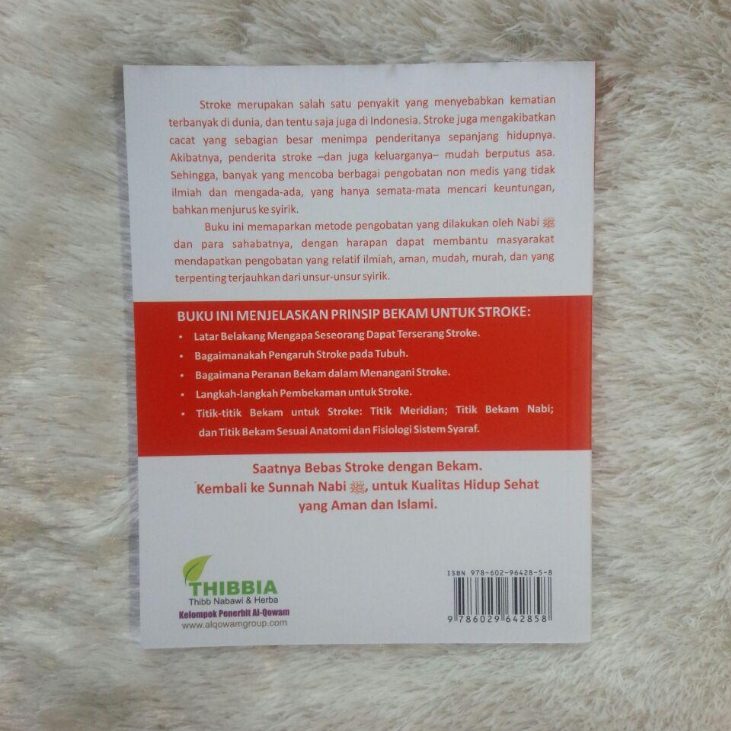 Stroke merupakan salah satu penyakit yang menyebabkan kematian
terbanyak di dunia, dan tentu saja juga di Indonesia. Stroke juga mengakibatkan
cacat yang sebagian besar menimpa penderitanya sepanjang hidupnya.
Akibatnya, penderita stroke –dan juga keluarganya– mudah berputus asa.
Sehingga, banyak yang mencoba berbagai pengobatan non medis yang tidak
ilmiah dan mengada-ada, yang hanya semata-mata mencari keuntungan,
bahkan menjurus ke syirik.
Buku ini memaparkan metode pengobatan yang dilakukan oleh Nabi ﷺ
dan para sahabatnya, dengan harapan dapat membantu masyarakat
mendapatkan pengobatan yang relatif ilmiah, aman, mudah, murah, dan yang
terpenting terjauhkan dari unsur-unsur syirik.
BUKU INI MENJELASKAN PRINSIP BEKAM UNTUK STROKE:
• Latar Belakang Mengapa Seseorang Dapat Terserang Stroke.
• Bagaimanakah Pengaruh Stroke pada Tubuh.
• Bagaimana Peranan Bekam dalam Menangani Stroke.
• Langkah-langkah Pembekaman untuk Stroke.
• Titik-titik Bekam untuk Stroke: Titik Meridian; Titik Bekam Nabi;
dan Titik Bekam Sesuai Anatomi dan Fisiologi Sistem Syaraf.
Saatnya Bebas Stroke dengan Bekam.
Kembali ke Sunnah Nabi ﷺ, untuk Kualitas Hidup Sehat
yang Aman dan Islami.
THIBBIA
Thibb Nabawi & Herba
Kelompok Penerbit Al-Qowam
www.alqowamgroup.com
ISBN 978-602-96428-5-8
9 786029 642858